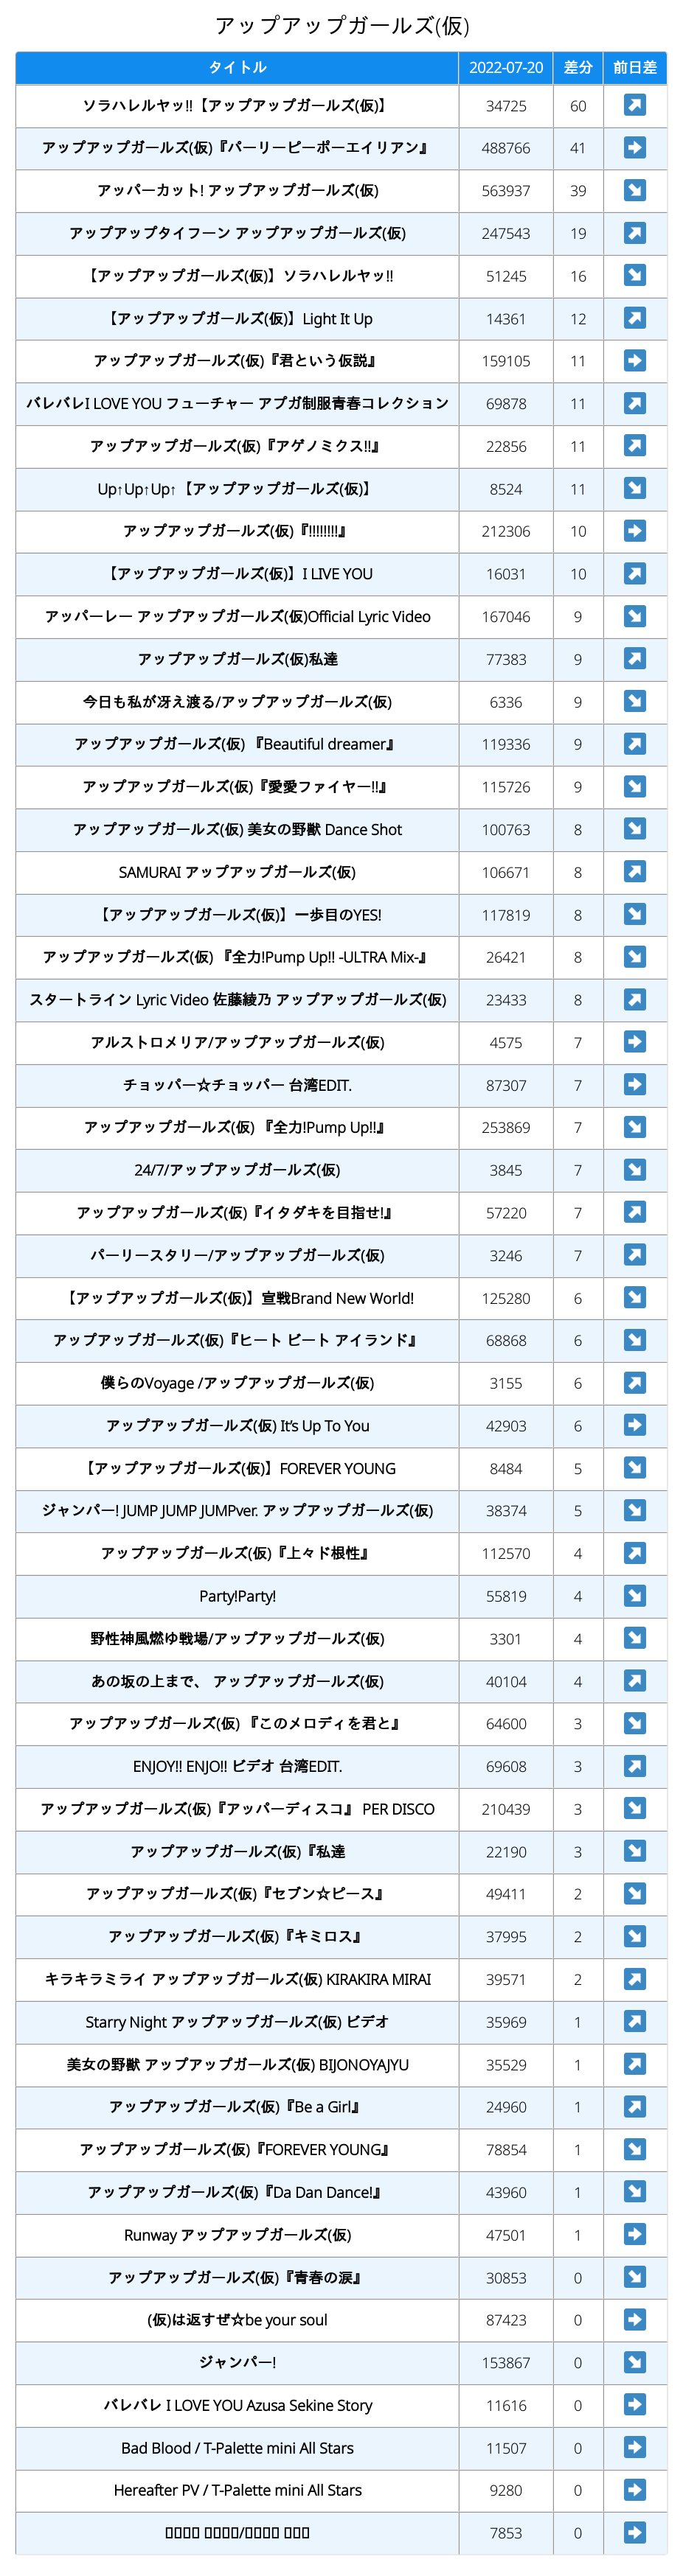 アップアップガールズ(仮)
タイトル 2022-07-20 差分 前日差
ソラハレルヤッ!!【アップアップガールズ(仮)】 34725 60
アップアップガールズ(仮)『パーリーピーポーエイリアン』 488766 41
アッパーカット! アップアップガールズ(仮) 563937 39
アップアップタイフーン アップアップガールズ(仮) 247543 19
【アップアップガールズ(仮)】ソラハレルヤッ!! 51245 16
【アップアップガールズ(仮)】Light It Up 14361 12
アップアップガールズ(仮)『君という仮説』 159105 11
バレバレI LOVE YOU フューチャー アプガ制服青春コレクション 69878 11
アップアップガールズ(仮)『アゲノミクス!!』 22856 11
Up↑Up↑Up↑【アップアップガールズ(仮)】 8524 11
アップアップガールズ(仮)『!!!!!!!!』 212306 10
【アップアップガールズ(仮)】I LIVE YOU 16031 10
アッパーレー アップアップガールズ(仮)Official Lyric Video 167046 9
アップアップガールズ(仮)私達 77383 9
今日も私が冴え渡る/アップアップガールズ(仮) 6336 9
アップアップガールズ(仮) 『Beautiful dreamer』 119336 9
アップアップガールズ(仮)『愛愛ファイヤー!!』 115726 9
アップアップガールズ(仮) 美女の野獣 Dance Shot 100763 8
SAMURAI アップアップガールズ(仮) 106671 8
【アップアップガールズ(仮)】一歩目のYES! 117819 8
アップアップガールズ(仮) 『全力!Pump Up!! -ULTRA Mix-』 26421 8
スタートライン Lyric Video 佐藤綾乃 アップアップガールズ(仮) 23433 8
アルストロメリア/アップアップガールズ(仮) 4575 7
チョッパー☆チョッパー 台湾EDIT. 87307 7
アップアップガールズ(仮) 『全力!Pump Up!!』 253869 7
24/7/アップアップガールズ(仮) 3845 7
アップアップガールズ(仮)『イタダキを目指せ!』 57220 7
パーリースタリー/アップアップガールズ(仮) 3246 7
【アップアップガールズ(仮)】宣戦Brand New World! 125280 6
アップアップガールズ(仮)『ヒート ビート アイランド』 68868 6
僕らのVoyage /アップアップガールズ(仮) 3155 6
アップアップガールズ(仮) It's Up To You 42903 6
【アップアップガールズ(仮)】FOREVER YOUNG 8484 5
ジャンパー! JUMP JUMP JUMPver. アップアップガールズ(仮) 38374 5
アップアップガールズ(仮)『上々ド根性』 112570 4
Party!Party! 55819 4
野性神風燃ゆ戦場/アップアップガールズ(仮) 3301 4
あの坂の上まで、 アップアップガールズ(仮) 40104 4
アップアップガールズ(仮) 『このメロディを君と』 64600 3
ENJOY!! ENJO!! ビデオ 台湾EDIT. 69608 3
アップアップガールズ(仮)『アッパーディスコ』 PER DISCO 210439 3
アップアップガールズ(仮)『私達 22190 3
アップアップガールズ(仮)『セブン☆ピース』 49411 2
アップアップガールズ(仮)『キミロス』 37995 2
キラキラミライ アップアップガールズ(仮) KIRAKIRA MIRAI 39571 2
Starry Night アップアップガールズ(仮) ビデオ 35969 1
美女の野獣 アップアップガールズ(仮) BIJONOYAJYU 35529 1
アップアップガールズ(仮)『Be a Girl』 24960 1
アップアップガールズ(仮)『FOREVER YOUNG』 78854 1
アップアップガールズ(仮)『Da Dan Dance!』 43960 1
Runway アップアップガールズ(仮) 47501 1
アップアップガールズ(仮)『青春の涙』 30853 0
(仮)は返すぜ☆be your soul 87423 0
ジャンパー! 153867 0
バレバレ I LOVE YOU Azusa Sekine Story 11616 0
Bad Blood / T-Palette mini All Stars 11507 0
Hereafter PV / T-Palette mini All Stars 9280 0
7853 0